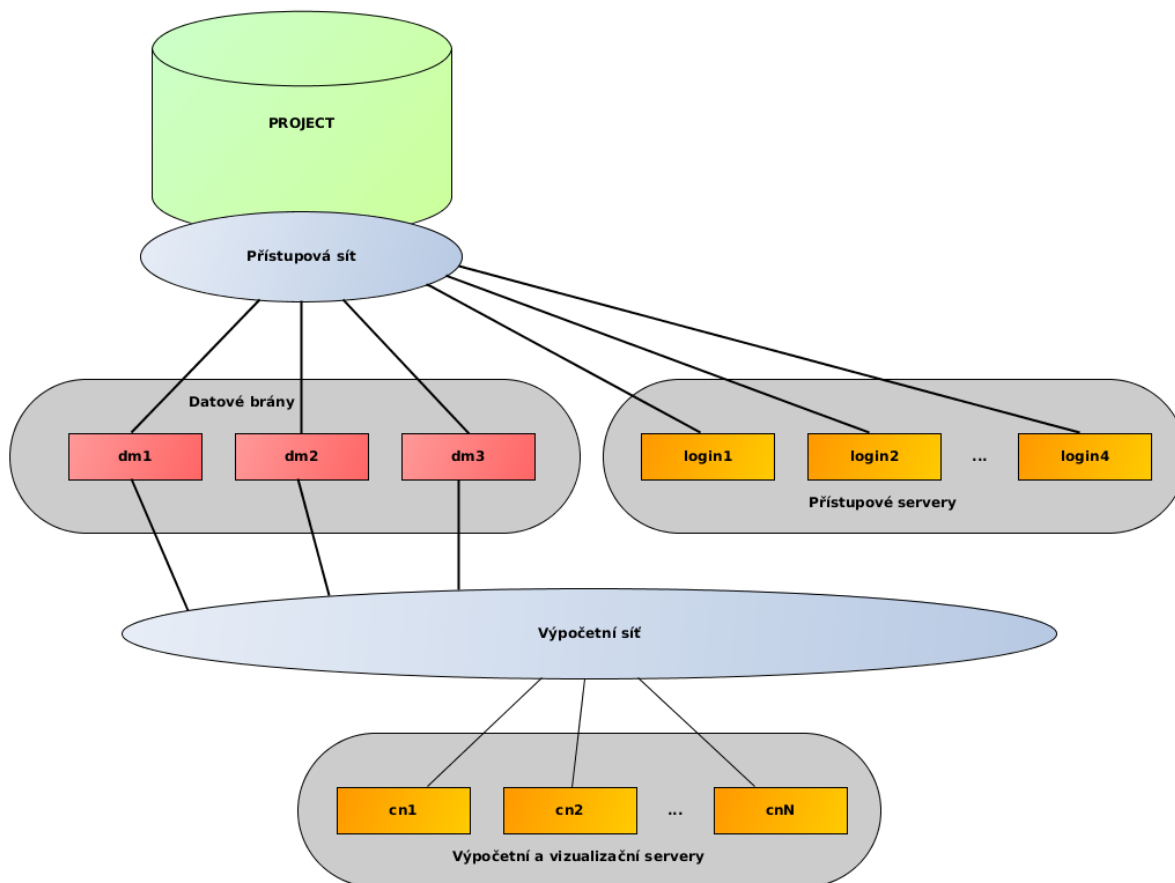 PROJECT
Přístupová sít
Datové brány
dm1
dm2
dm3
login1
login2
...
login4
Přístupové servery
Výpočetní síť
cn1
cn2
...
cnN
Výpočetní a vizualizační servery